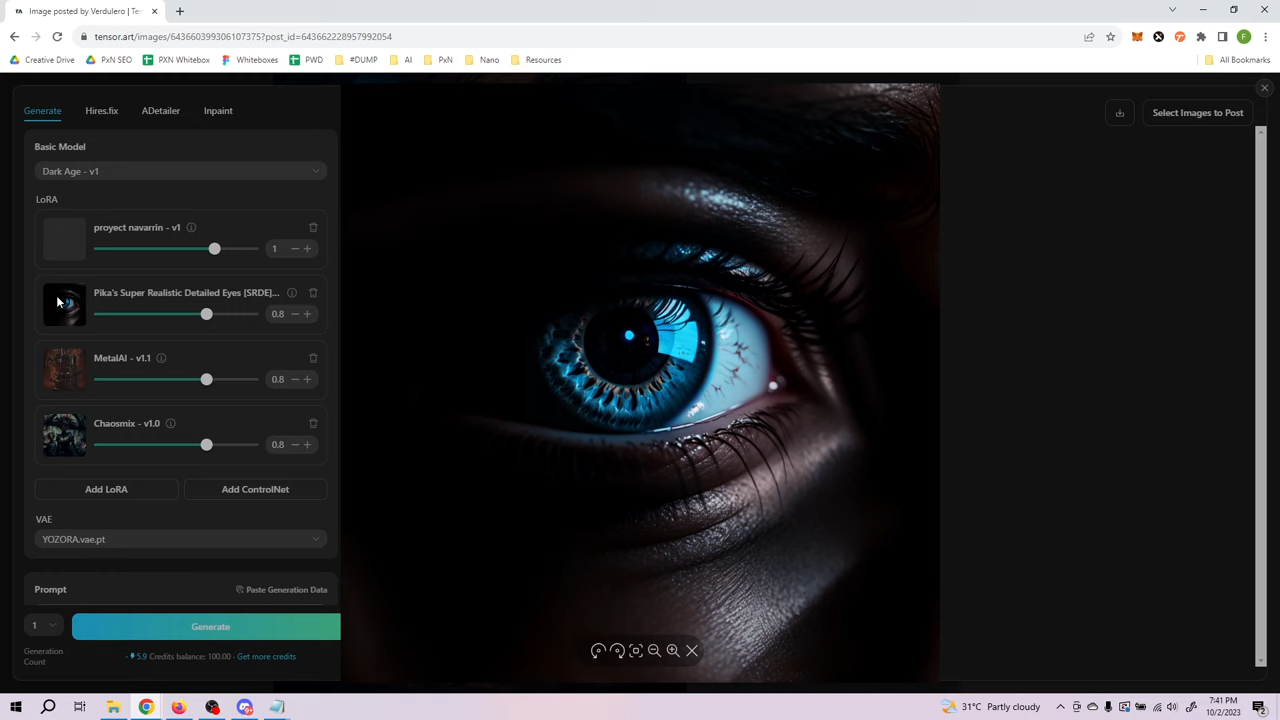 Image posted by Verdulero | Ten
tensor.art/images/643660399306107375?post_id=643662228957992054
F
Creative Drive
PxN SEO
PXN Whitebox
Whiteboxes
PWD
#DUMP
AI
PxN
Nano
Resources
All Bookmarks
Generate
Hires.fix
ADetailer
Inpaint
Select Images to Post
Basic Model
Dark Age - v1
LoRA
proyect navarrin - v1
1
Pika's Super Realistic Detailed Eyes [SRDE]...
0.8
MetalAI - v1.1
0.8
Chaosmix - v1.0
0.8
Add LoRA
Add ControlNet
VAE
YOZORA.vae.pt
Prompt
Paste Generation Data
1
Generate
Generation Count
- 5.9 Credits balance: 100.00 - Get more credits
31°C Partly cloudy
7:41 PM
10/2/2023
2